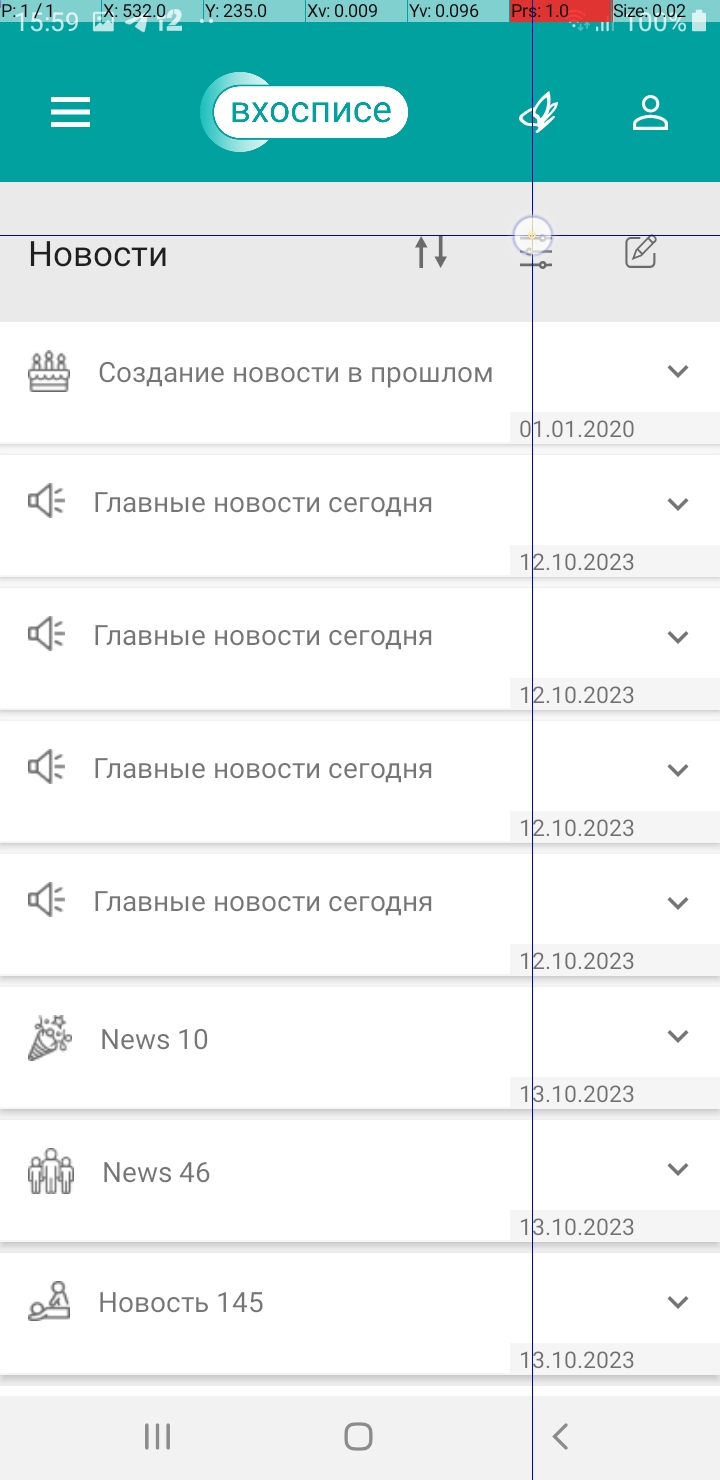 P: 1 / 1 X: 532.0 Y: 235.0 Xv: 0.009 Yv: 0.096 Prs: 1.0 Size: 0.02
15:59 100%
вхосписе
Новости
Создание новости в прошлом
01.01.2020
Главные новости сегодня
12.10.2023
Главные новости сегодня
12.10.2023
Главные новости сегодня
12.10.2023
Главные новости сегодня
12.10.2023
News 10
13.10.2023
News 46
13.10.2023
Новость 145
13.10.2023